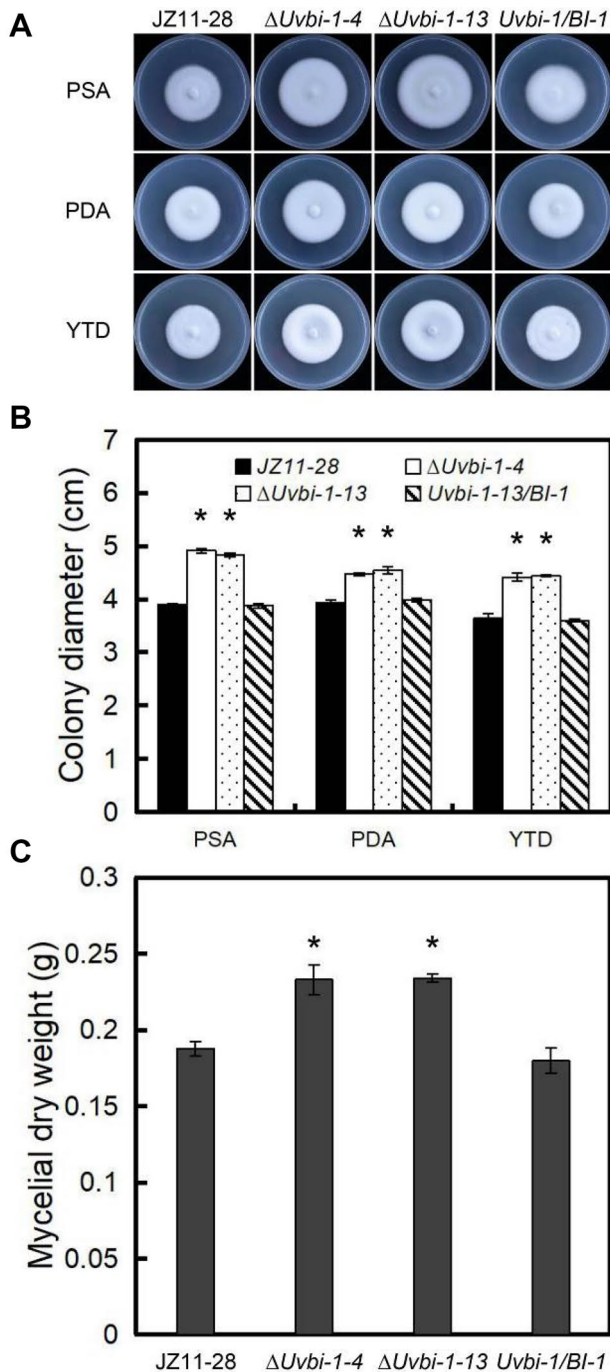 A JZ11-28 ΔUvbi-1-4 ΔUvbi-1-13 Uvbi-1/BI-1
PSA
PDA
YTD
B
7
6
5
4
3
2
1
0
Colony diameter (cm)
JZ11-28 ΔUvbi-1-4
ΔUvbi-1-13 Uvbi-1-13/BI-1
* * * * * *
PSA PDA YTD
C
0.3
0.25
0.2
0.15
0.1
0.05
0
Mycelial dry weight (g)
* *
JZ11-28 ΔUvbi-1-4 ΔUvbi-1-13 Uvbi-1/BI-1